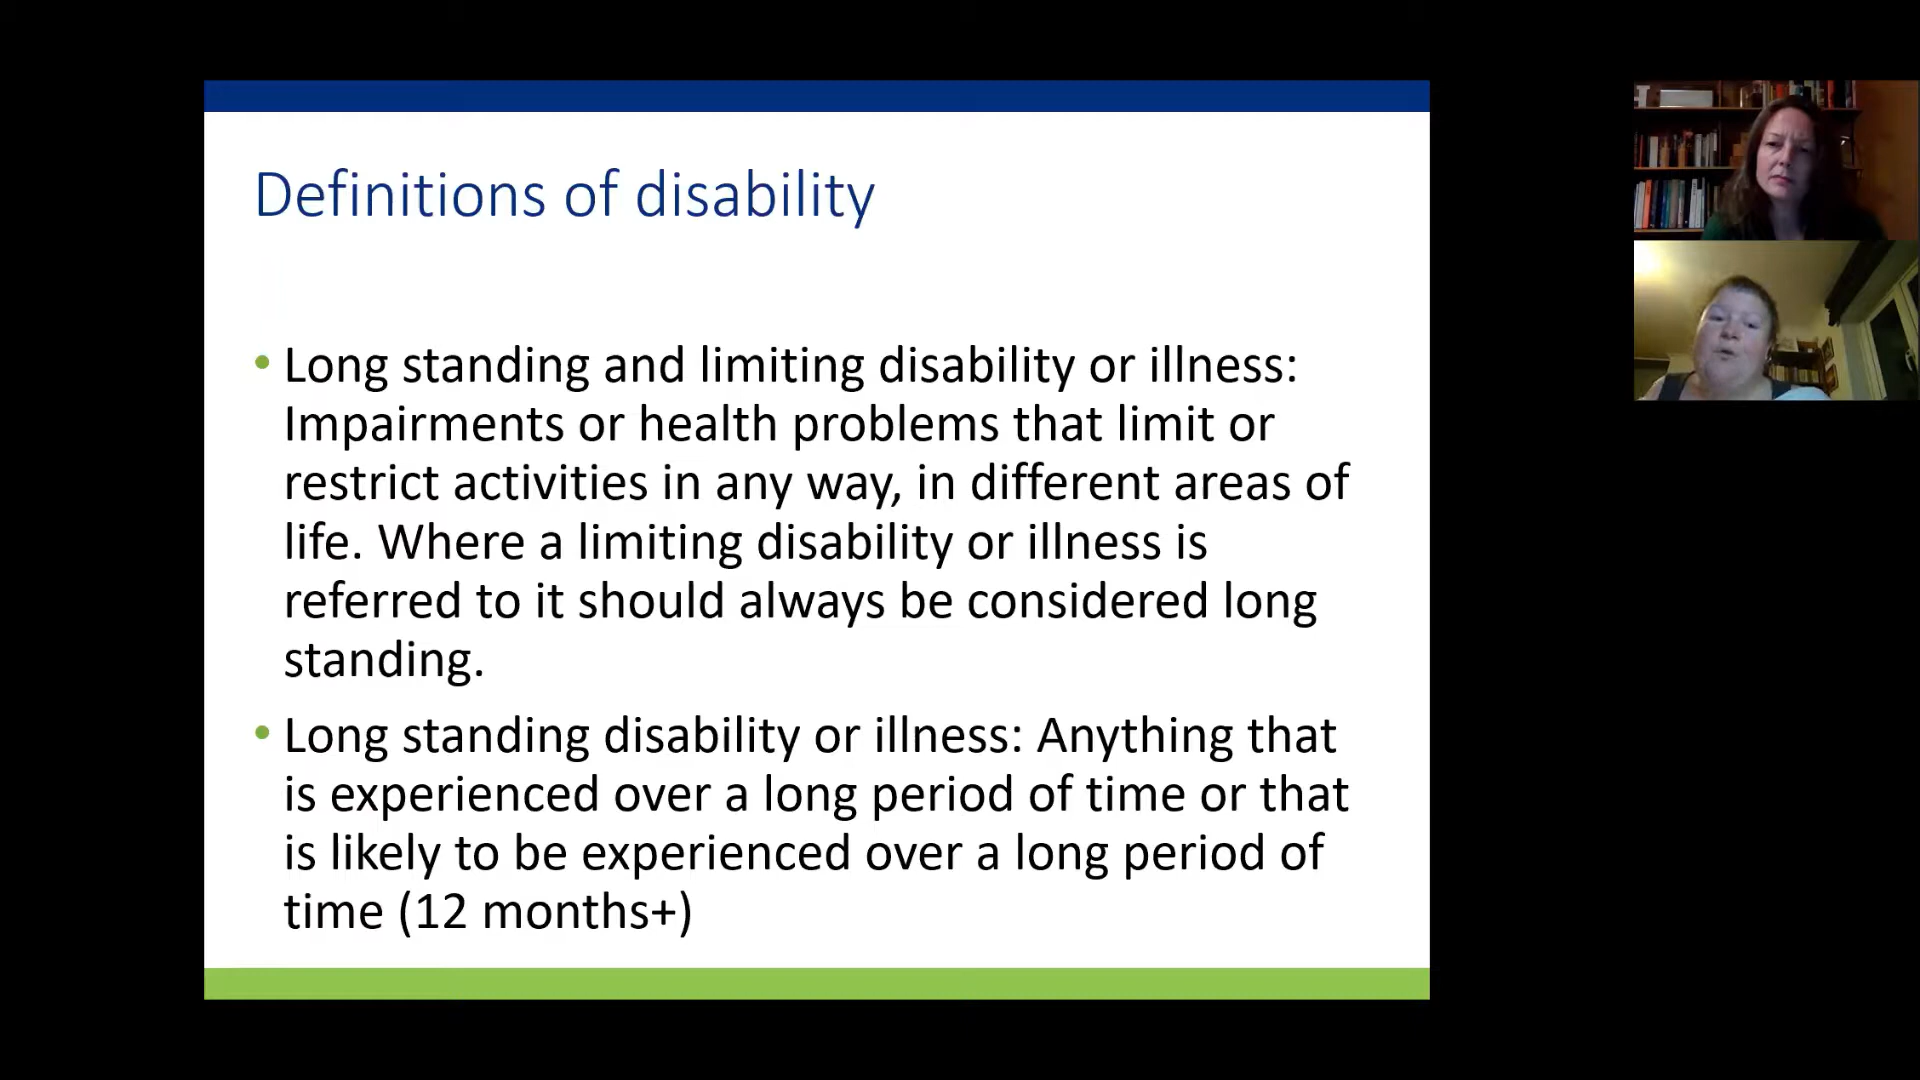 Definitions of disability
• Long standing and limiting disability or illness:
Impairments or health problems that limit or
restrict activities in any way, in different areas of
life. Where a limiting disability or illness is
referred to it should always be considered long
standing.
• Long standing disability or illness: Anything that
is experienced over a long period of time or that
is likely to be experienced over a long period of
time (12 months+)